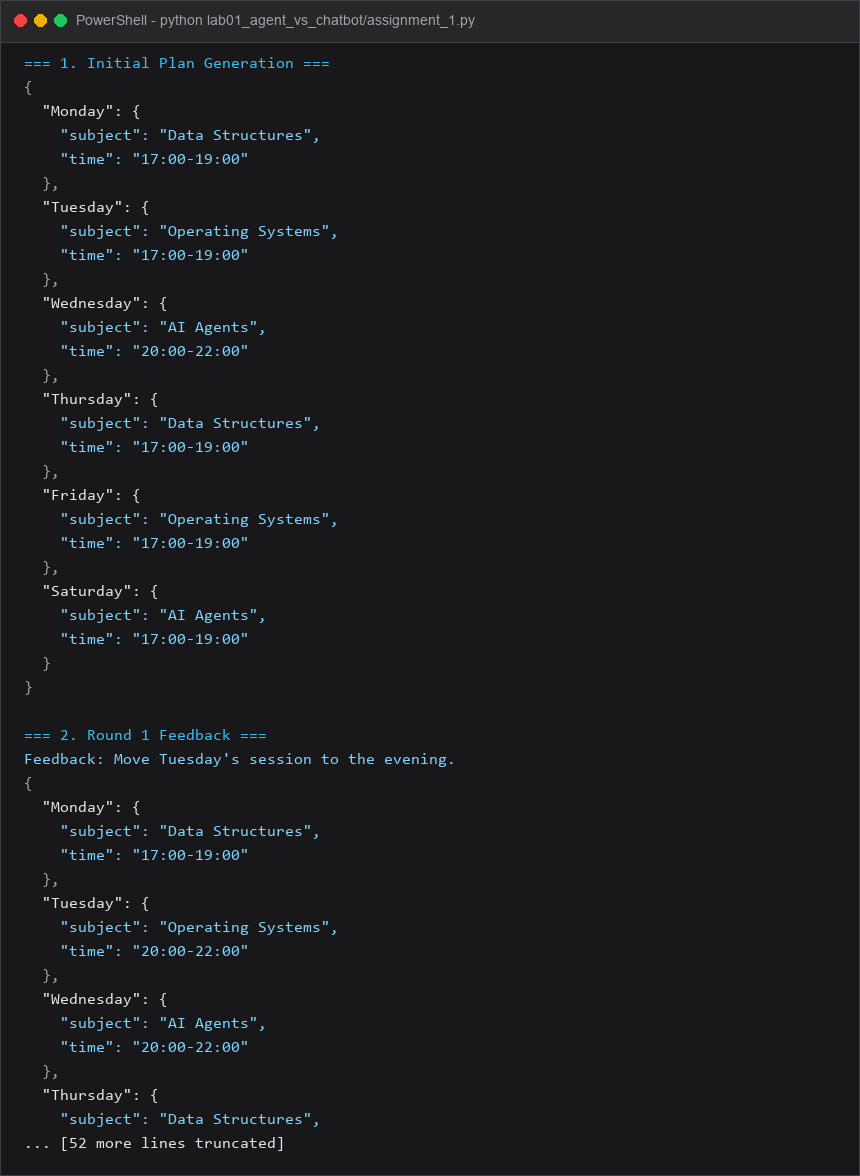 PowerShell - python lab01_agent_vs_chatbot/assignment_1.py
=== 1. Initial Plan Generation ===
{
  "Monday": {
    "subject": "Data Structures",
    "time": "17:00-19:00"
  },
  "Tuesday": {
    "subject": "Operating Systems",
    "time": "17:00-19:00"
  },
  "Wednesday": {
    "subject": "AI Agents",
    "time": "20:00-22:00"
  },
  "Thursday": {
    "subject": "Data Structures",
    "time": "17:00-19:00"
  },
  "Friday": {
    "subject": "Operating Systems",
    "time": "17:00-19:00"
  },
  "Saturday": {
    "subject": "AI Agents",
    "time": "17:00-19:00"
  }
}

=== 2. Round 1 Feedback ===
Feedback: Move Tuesday's session to the evening.
{
  "Monday": {
    "subject": "Data Structures",
    "time": "17:00-19:00"
  },
  "Tuesday": {
    "subject": "Operating Systems",
    "time": "20:00-22:00"
  },
  "Wednesday": {
    "subject": "AI Agents",
    "time": "20:00-22:00"
  },
  "Thursday": {
    "subject": "Data Structures",
... [52 more lines truncated]